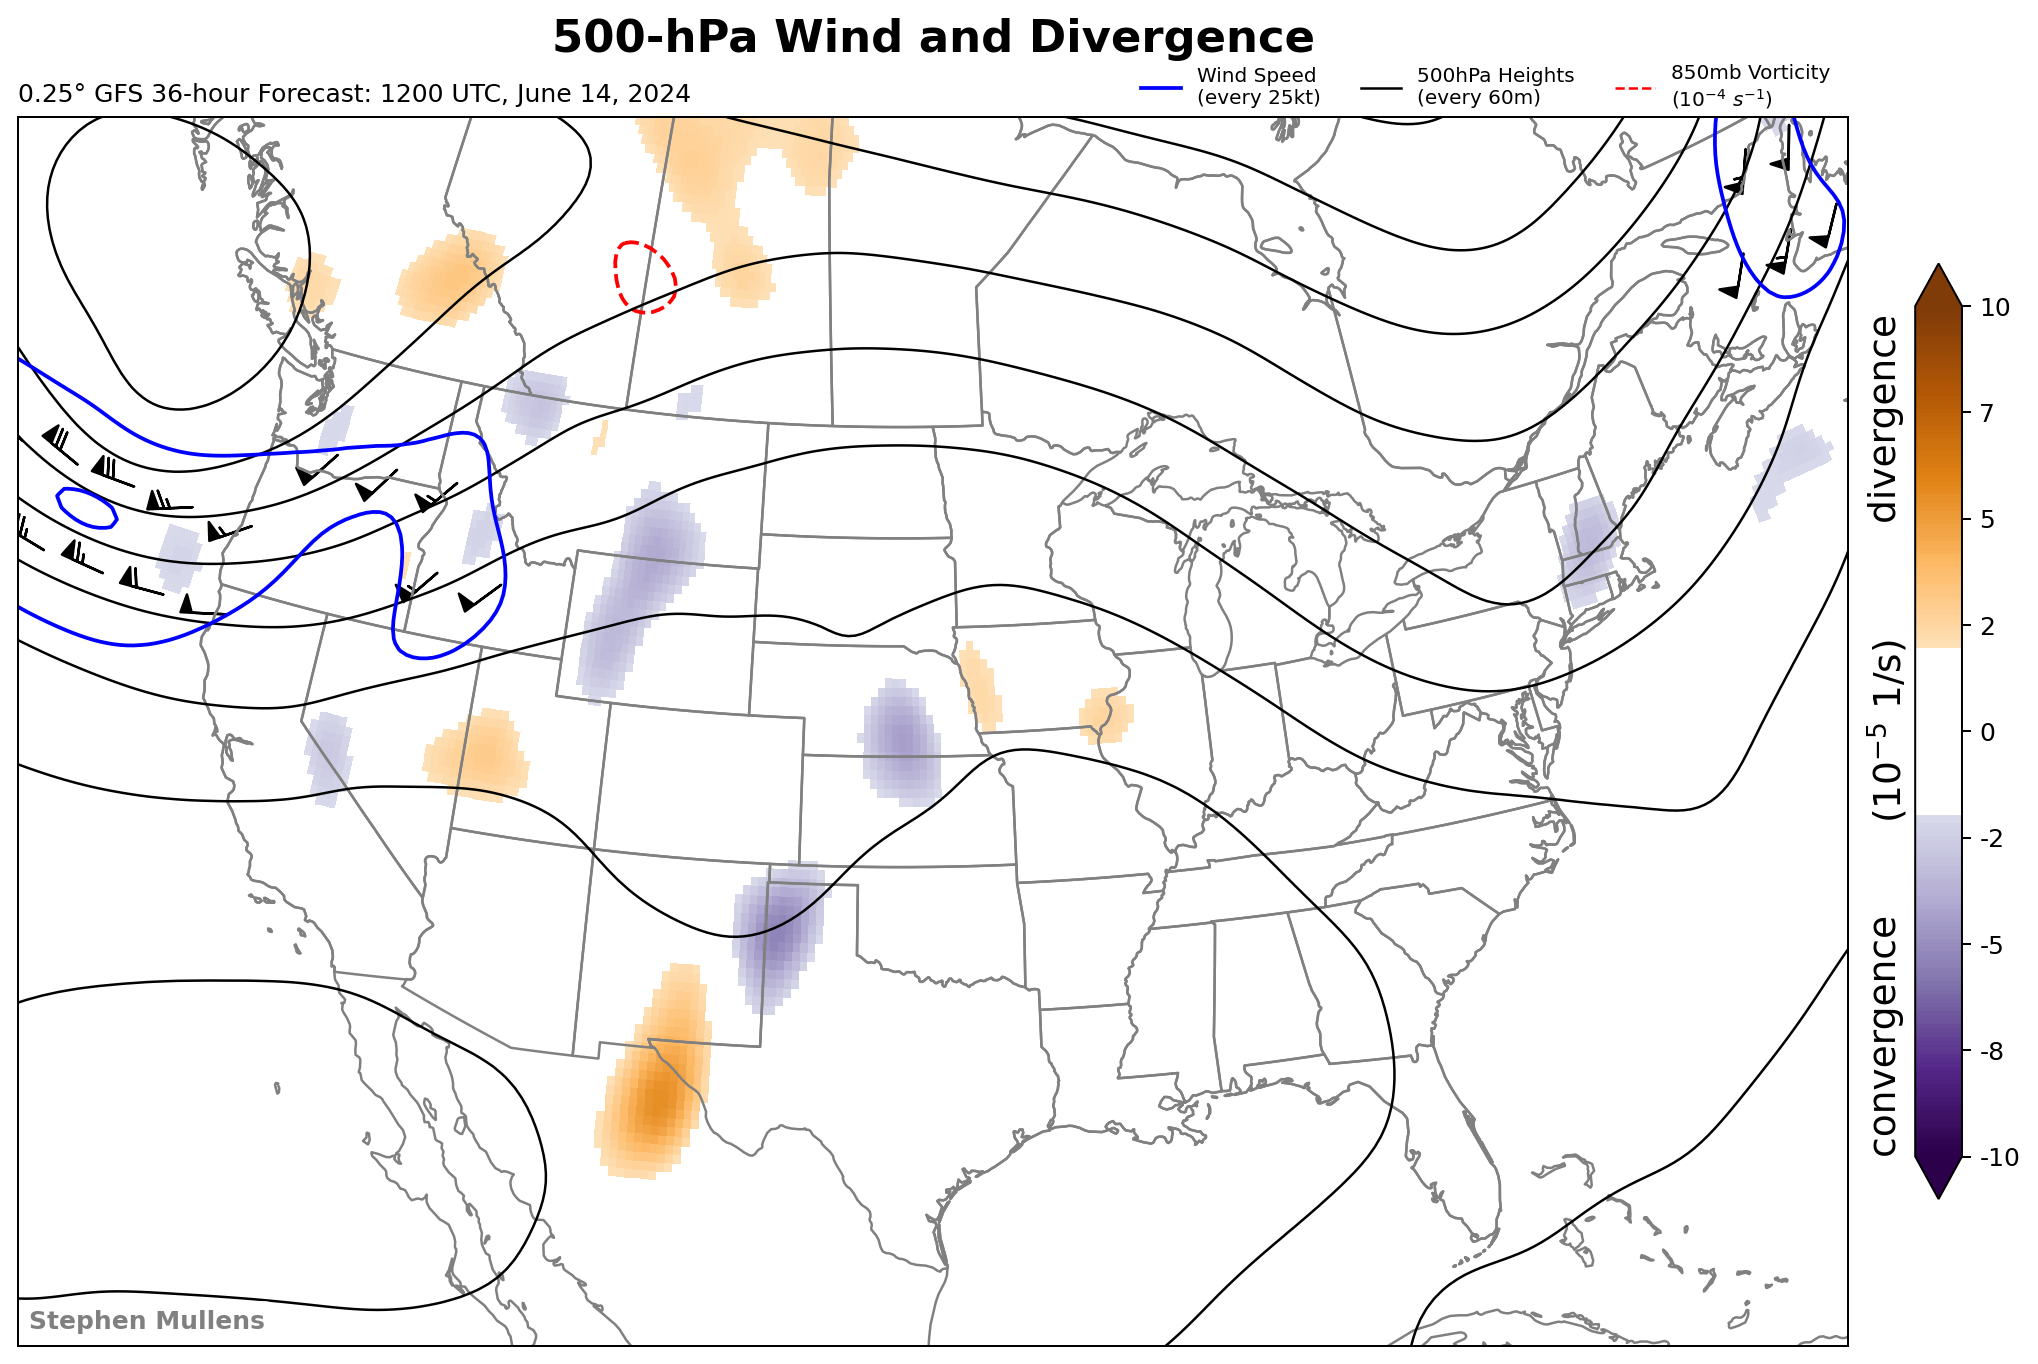 500-hPa Wind and Divergence
0.25° GFS 36-hour Forecast: 1200 UTC, June 14, 2024
Wind Speed
(every 25kt)
500hPa Heights
(every 60m)
850mb Vorticity
(10⁻⁴ s⁻¹)
10
7
5
2
0
-2
-5
-8
-10
convergence (10⁻⁵ 1/s) divergence
Stephen Mullens